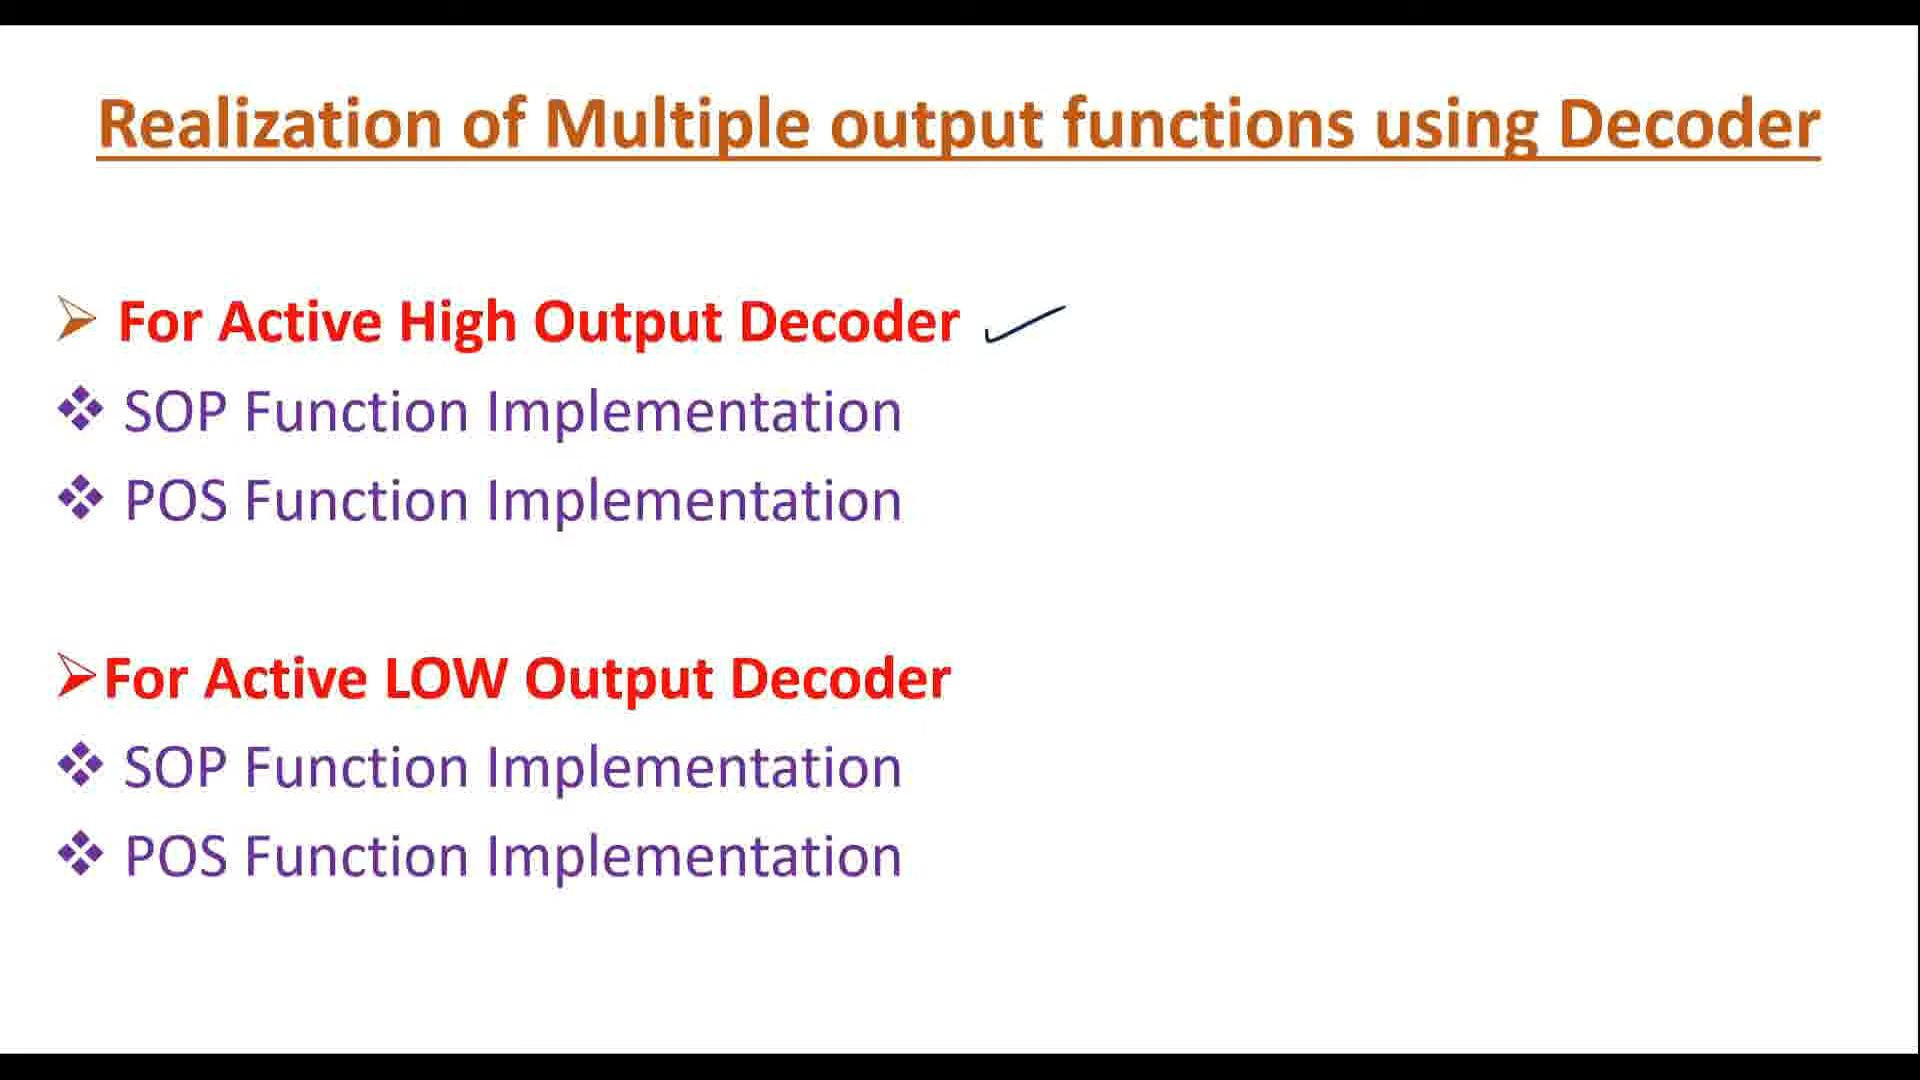 Realization of Multiple output functions using Decoder
For Active High Output Decoder
SOP Function Implementation
POS Function Implementation
For Active LOW Output Decoder
SOP Function Implementation
POS Function Implementation